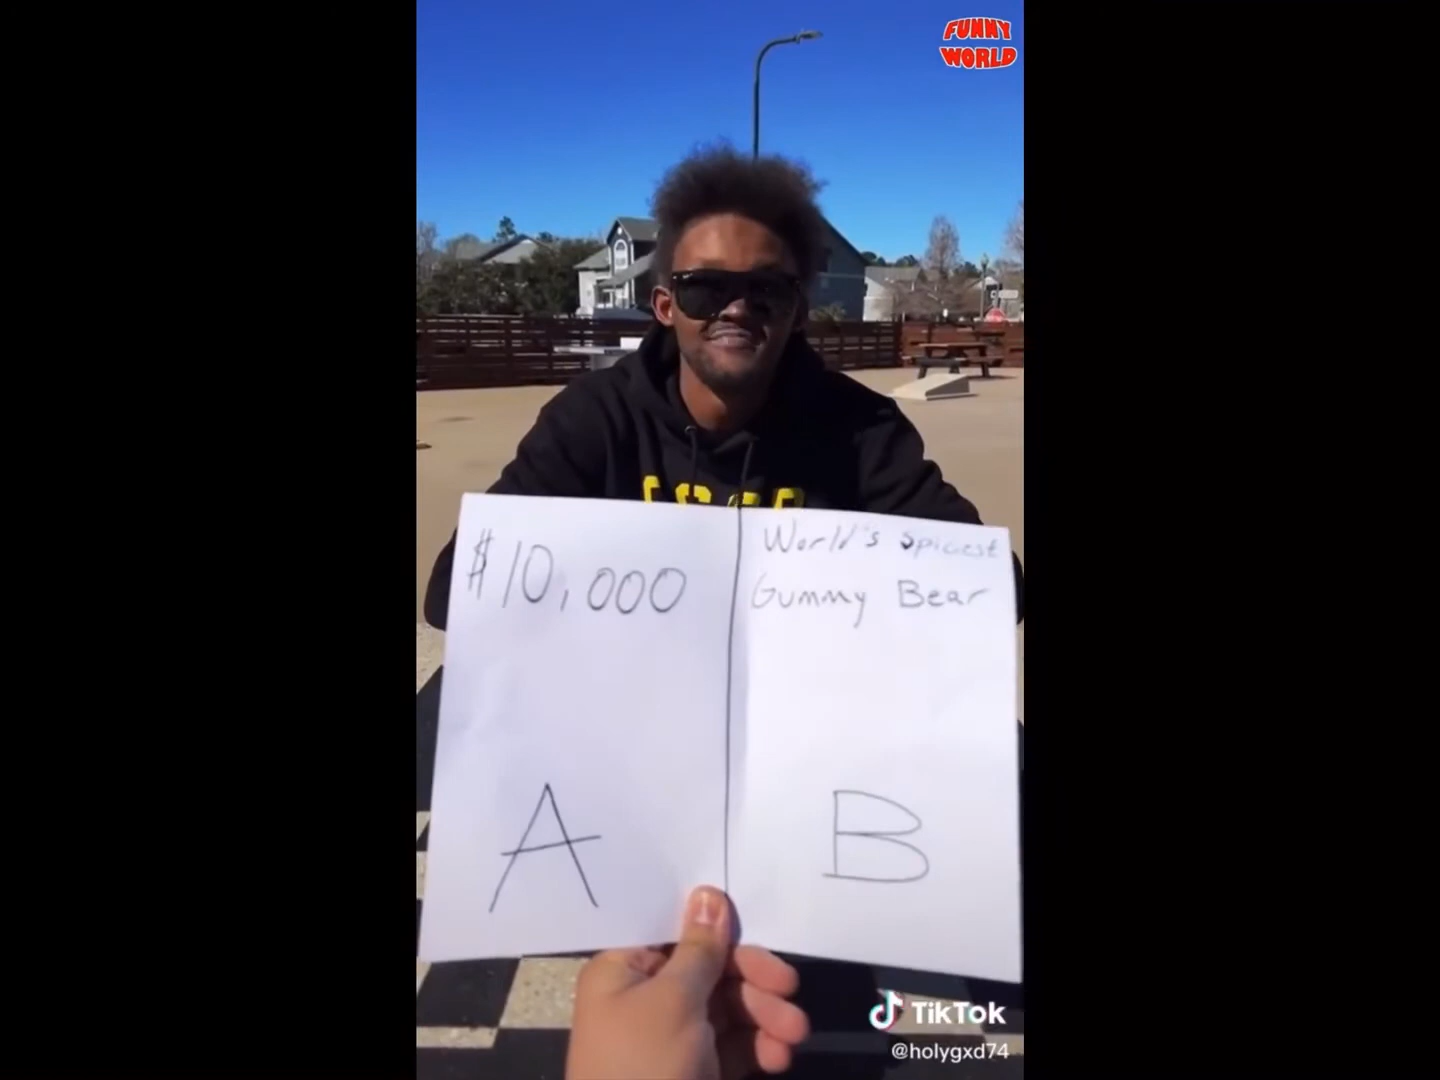 FUNNY
WORLD
$10,000
World's Spiciest
Gummy Bear
A
B
TikTok
@holygxd74